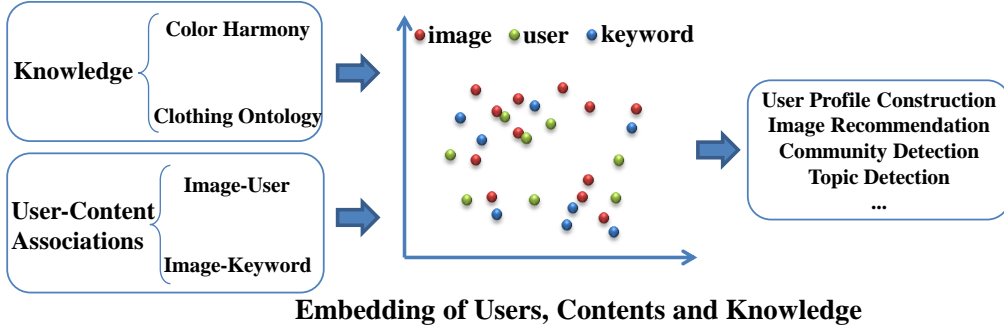 Color Harmony
Knowledge
Clothing Ontology
Image-User
User-Content
Associations
Image-Keyword
image user keyword
User Profile Construction
Image Recommendation
Community Detection
Topic Detection
...
Embedding of Users, Contents and Knowledge